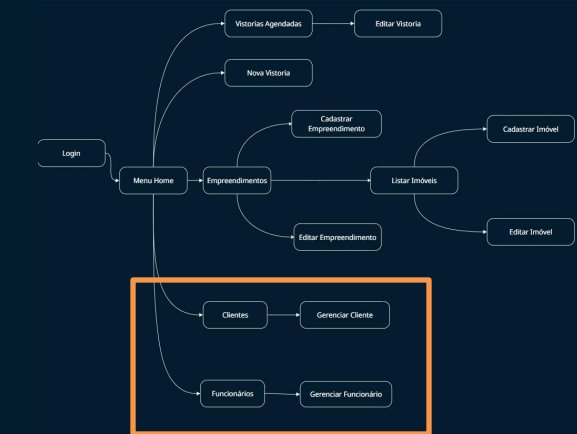 Vistorias Agendadas
Editar Vistoria
Nova Vistoria
Cadastrar
Empreendimento
Cadastrar Imóvel
Login
Menu Home
Empreendimentos
Listar Imóveis
Editar Empreendimento
Editar Imóvel
Clientes
Gerenciar Cliente
Funcionários
Gerenciar Funcionário